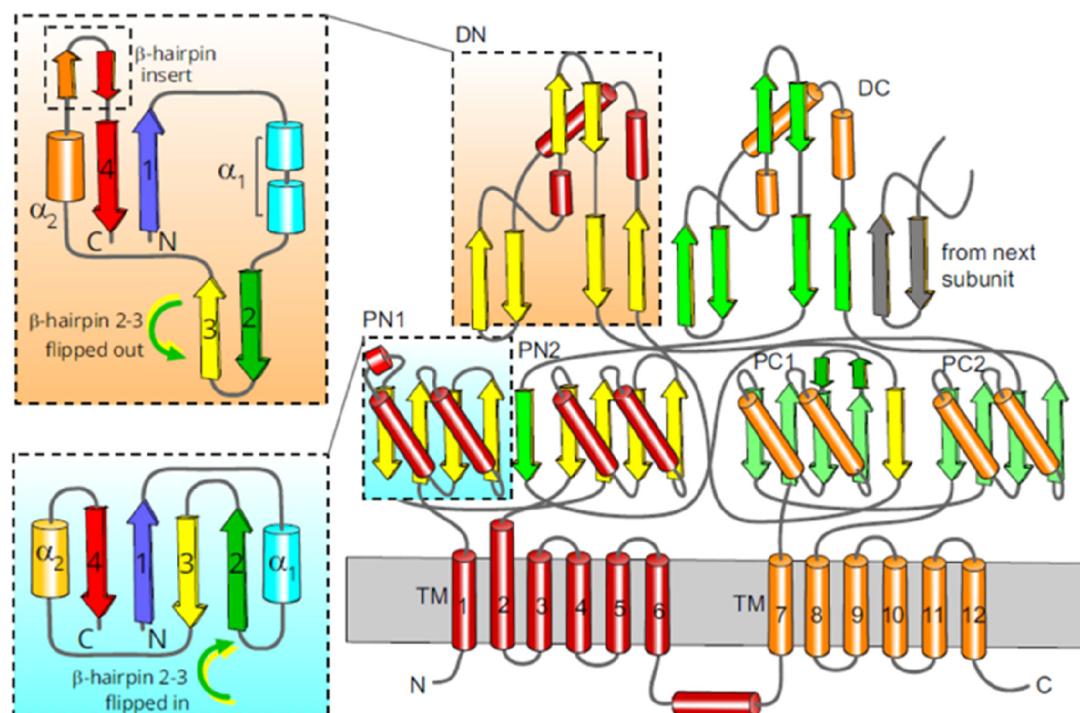 β-hairpin
insert
4
1
α1
α2
C
N
β-hairpin 2-3
flipped out
3
2
DN
DC
from next
subunit
PN1
PN2
PC1
PC2
α2
4
1
3
2
α1
C
N
β-hairpin 2-3
flipped in
TM
1
2
3
4
5
6
TM
7
8
9
10
11
12
N
C